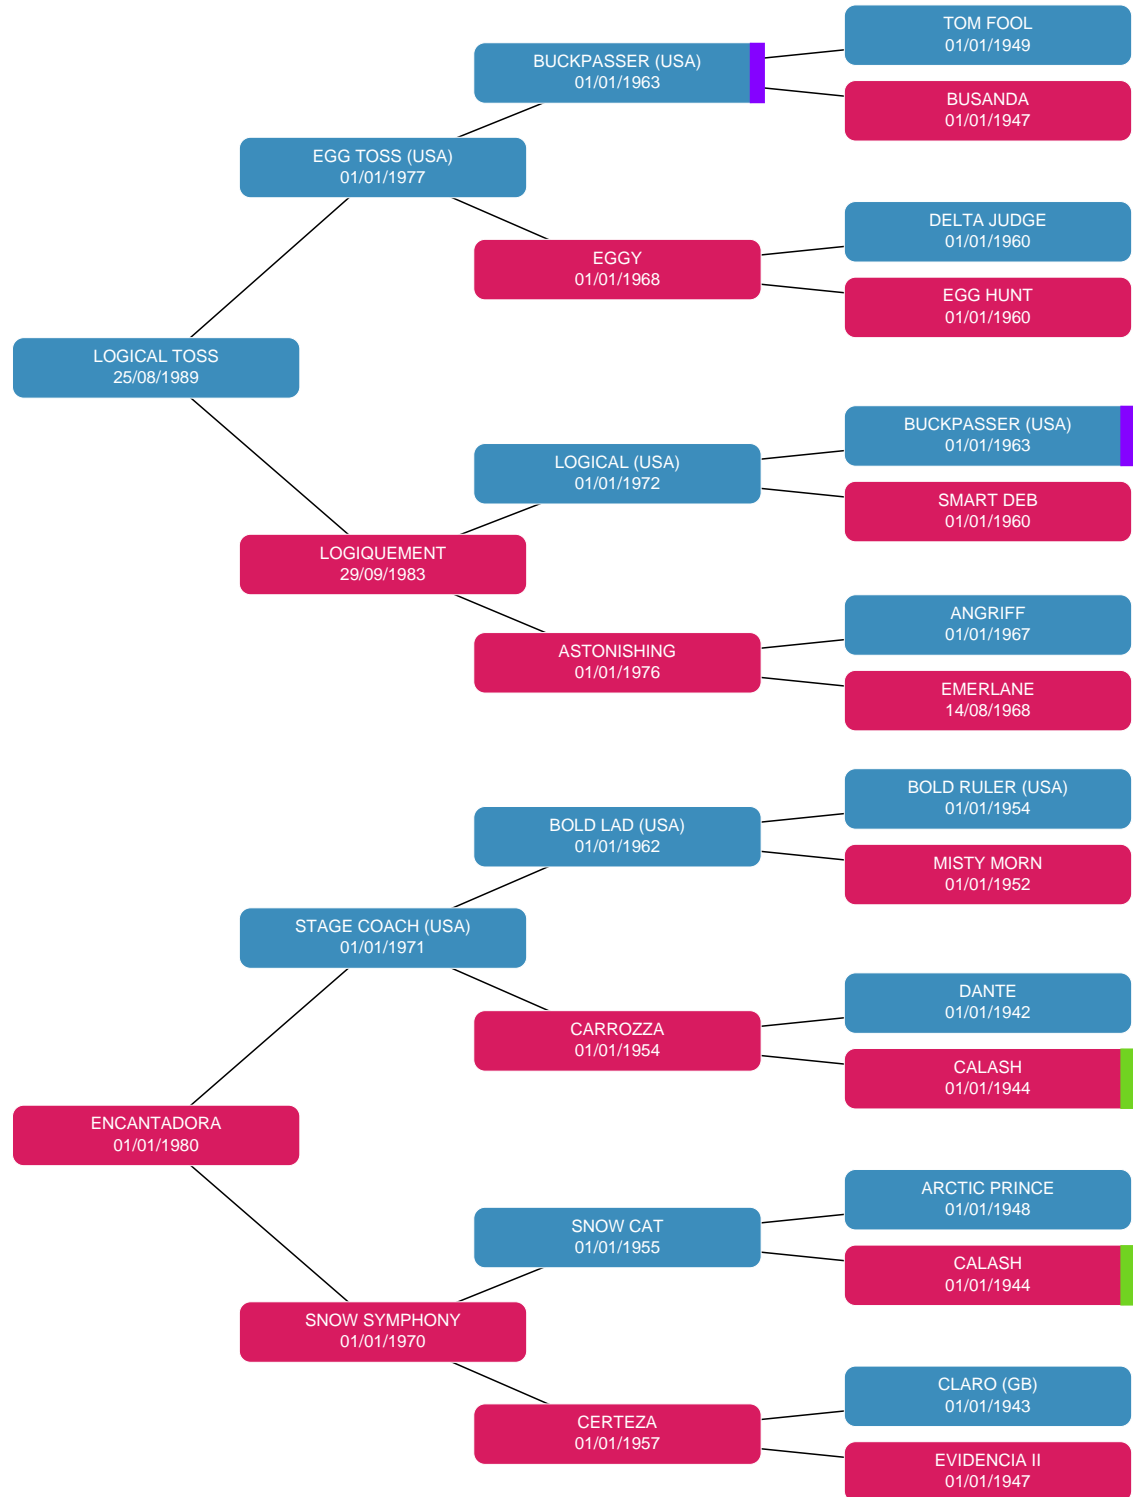 TOM FOOL
01/01/1949
BUCKPASSER (USA)
01/01/1963
BUSANDA
01/01/1947
EGG TOSS (USA)
01/01/1977
DELTA JUDGE
01/01/1960
EGGY
01/01/1968
EGG HUNT
01/01/1960
LOGICAL TOSS
25/08/1989
BUCKPASSER (USA)
01/01/1963
LOGICAL (USA)
01/01/1972
SMART DEB
01/01/1960
LOGIQUEMENT
29/09/1983
ANGRIFF
01/01/1967
ASTONISHING
01/01/1976
EMERLANE
14/08/1968
BOLD RULER (USA)
01/01/1954
BOLD LAD (USA)
01/01/1962
MISTY MORN
01/01/1952
STAGE COACH (USA)
01/01/1971
DANTE
01/01/1942
CARROZZA
01/01/1954
CALASH
01/01/1944
ENCANTADORA
01/01/1980
ARCTIC PRINCE
01/01/1948
SNOW CAT
01/01/1955
CALASH
01/01/1944
SNOW SYMPHONY
01/01/1970
CLARO (GB)
01/01/1943
CERTEZA
01/01/1957
EVIDENCIA II
01/01/1947